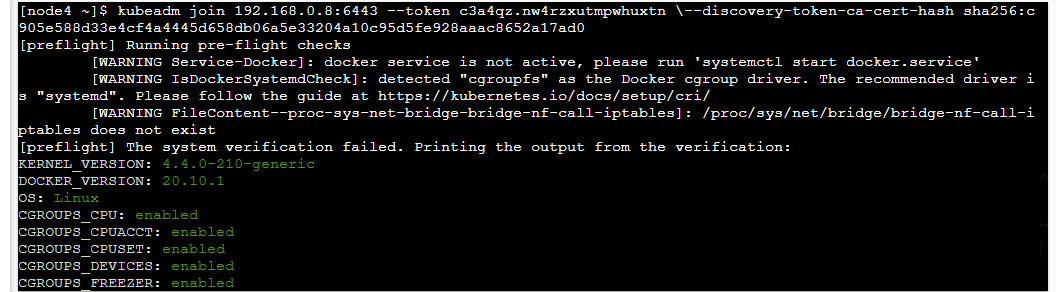 [node4 ~]$ kubeadm join 192.168.0.8:6443 --token c3a4qz.nw4rzxutmpwhuxtn \--discovery-token-ca-cert-hash sha256:c
905e588d33e4cf4a4445d658db06a5e33204a10c95d5fe928aaac8652a17ad0
[preflight] Running pre-flight checks
        [WARNING Service-Docker]: docker service is not active, please run 'systemctl start docker.service'
        [WARNING IsDockerSystemdCheck]: detected "cgroupfs" as the Docker cgroup driver. The recommended driver i
s "systemd". Please follow the guide at https://kubernetes.io/docs/setup/cri/
        [WARNING FileContent--proc-sys-net-bridge-bridge-nf-call-iptables]: /proc/sys/net/bridge/bridge-nf-call-i
ptables does not exist
[preflight] The system verification failed. Printing the output from the verification:
KERNEL_VERSION: 4.4.0-210-generic
DOCKER_VERSION: 20.10.1
OS: Linux
CGROUPS_CPU: enabled
CGROUPS_CPUACCT: enabled
CGROUPS_CPUSET: enabled
CGROUPS_DEVICES: enabled
CGROUPS_FREEZER: enabled